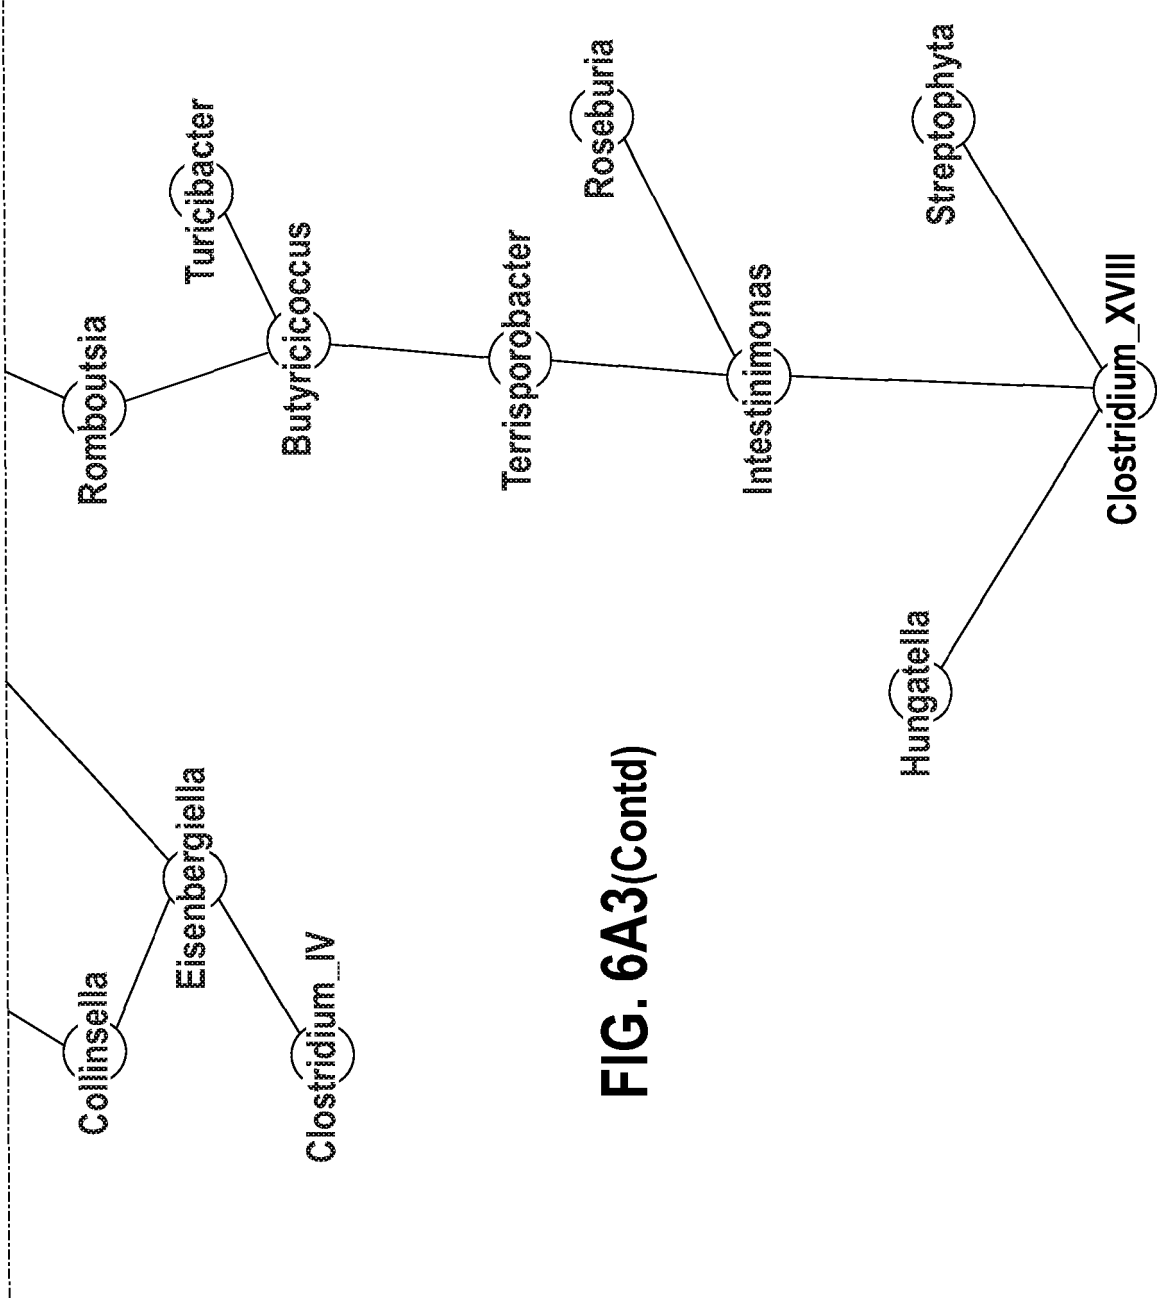 Romboutsia
Turicibacter
Butyricicoccus
Terrisporobacter
Roseburia
Intestinimonas
Streptophyta
Clostridium_XVIII
Hungatella
Collinsella
Eisenbergiella
Clostridium_IV
FIG. 6A3(Contd)